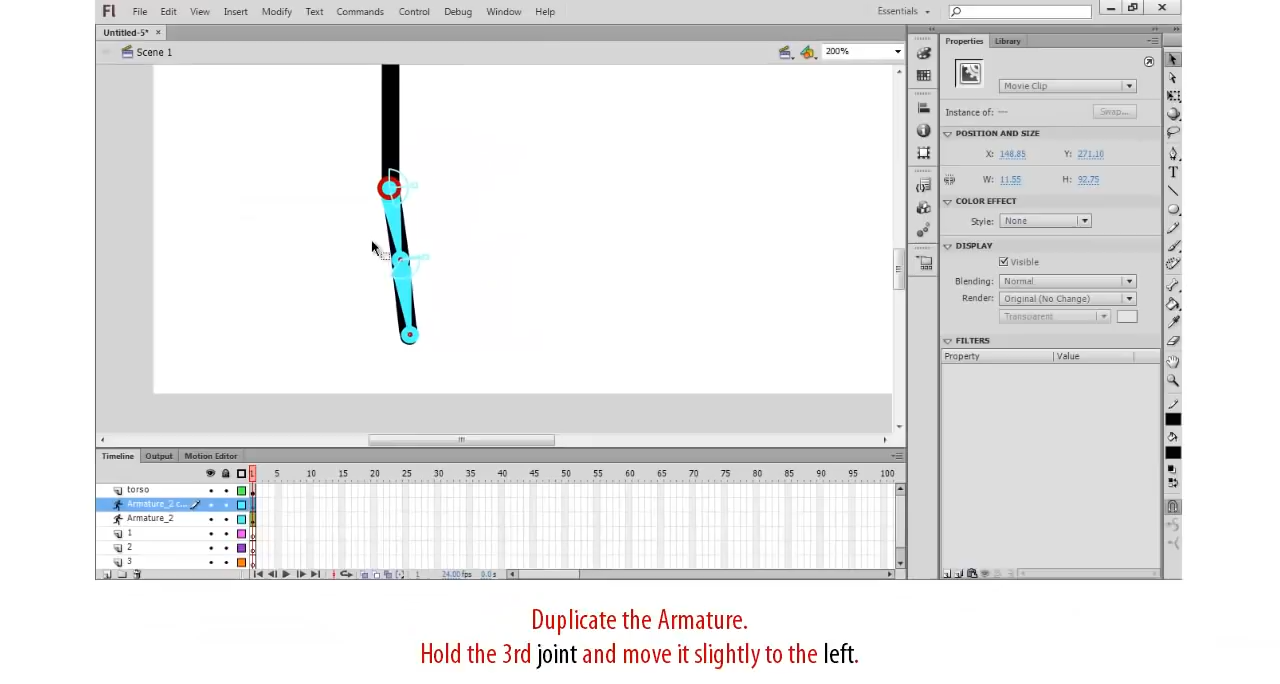 Fl File Edit View Insert Modify Text Commands Control Debug Window Help Essentials
Untitled-5* ×
Scene 1 200%
Properties Library
Movie Clip
Instance of: — Swap...
POSITION AND SIZE
X: 148.85 Y: 271.10
W: 11.55 H: 92.75
COLOR EFFECT
Style: None
DISPLAY
Visible
Blending: Normal
Render: Original (No Change)
Transparent
FILTERS
Property Value
Timeline Output Motion Editor
1 5 10 15 20 25 30 35 40 45 50 55 60 65 70 75 80 85 90 95 100
torso
Armature_2 c...
Armature_2
1
2
3
1 24.00 fps 0.0 s
Duplicate the Armature.
Hold the 3rd joint and move it slightly to the left.